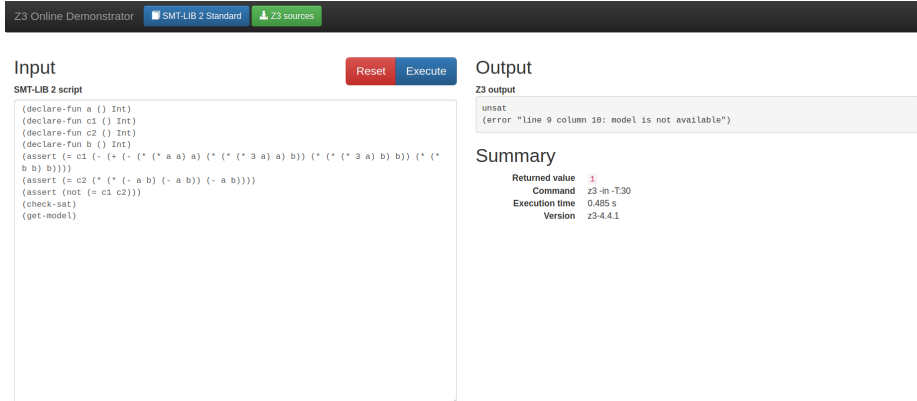 Z3 Online Demonstrator SMT-LIB 2 Standard Z3 sources
Input
Reset Execute
SMT-LIB 2 script
(declare-fun a () Int)
(declare-fun c1 () Int)
(declare-fun c2 () Int)
(declare-fun b () Int)
(assert (= c1 (- (+ (- (* (* a a) a) (* (* (* 3 a) a) b)) (* (* (* 3 a) b) b)) (* (*
b b) b))))
(assert (= c2 (* (* (- a b) (- a b)) (- a b))))
(assert (not (= c1 c2)))
(check-sat)
(get-model)
Output
Z3 output
unsat
(error "line 9 column 10: model is not available")
Summary
Returned value 1
Command z3 -in -T:30
Execution time 0.485 s
Version z3-4.4.1